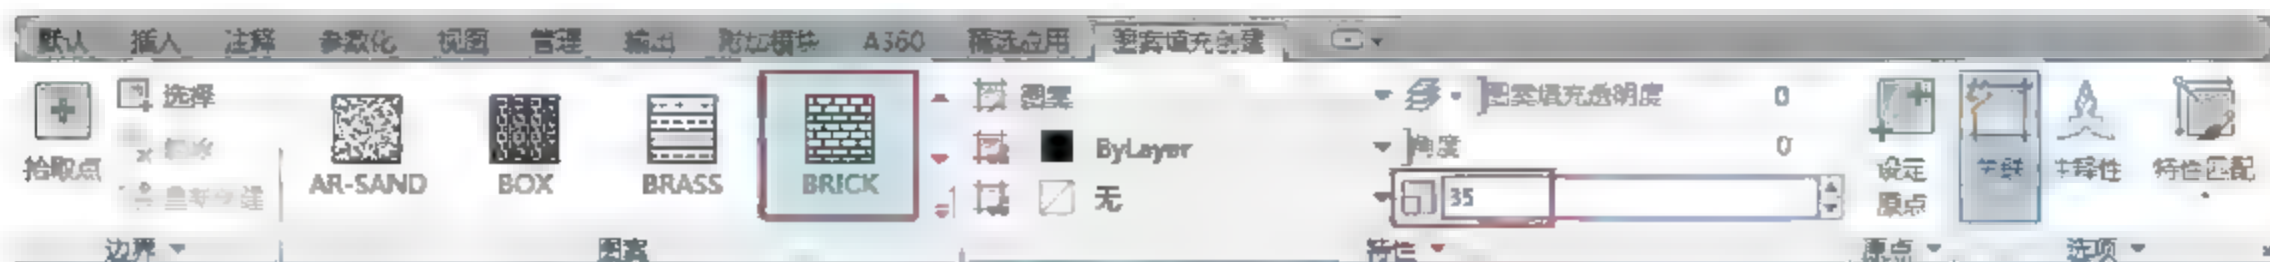 默认 插入 注释 参数化 视图 管理 输出 附加模块 A360 精选应用 图案填充创建
拾取点
选择
AR-SAND
BOX
BRASS
BRICK
图案
ByLayer
无
图案填充透明度 0
角度 0
35
设定
原点
关联
注释性
特性匹配
边界
图案
特性
原点
选项